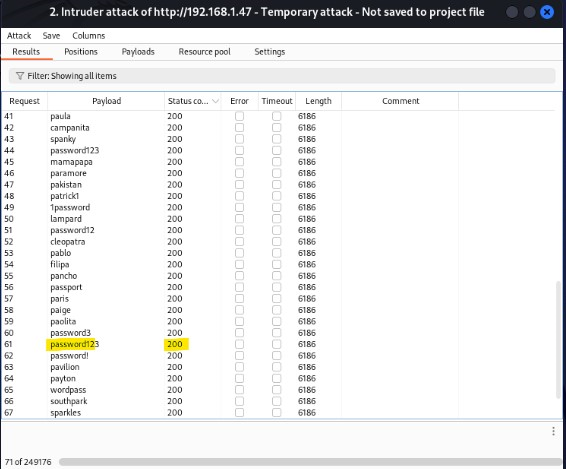 2. Intruder attack of http://192.168.1.47 - Temporary attack - Not saved to project file
Attack Save Columns
Results Positions Payloads Resource pool Settings
Filter: Showing all items
Request Payload Status co... Error Timeout Length Comment
41 paula 200 6186
42 campanita 200 6186
43 spanky 200 6186
44 password123 200 6186
45 mamapapa 200 6186
46 paramore 200 6186
47 pakistan 200 6186
48 patrick1 200 6186
49 1password 200 6186
50 lampard 200 6186
51 password12 200 6186
52 cleopatra 200 6186
53 pablo 200 6186
54 filipa 200 6186
55 pancho 200 6186
56 passport 200 6186
57 paris 200 6186
58 paige 200 6186
59 paolita 200 6186
60 password3 200 6186
61 password123 200 6186
62 password! 200 6186
63 pavilion 200 6186
64 payton 200 6186
65 wordpass 200 6186
66 southpark 200 6186
67 sparkles 200 6186
71 of 249176